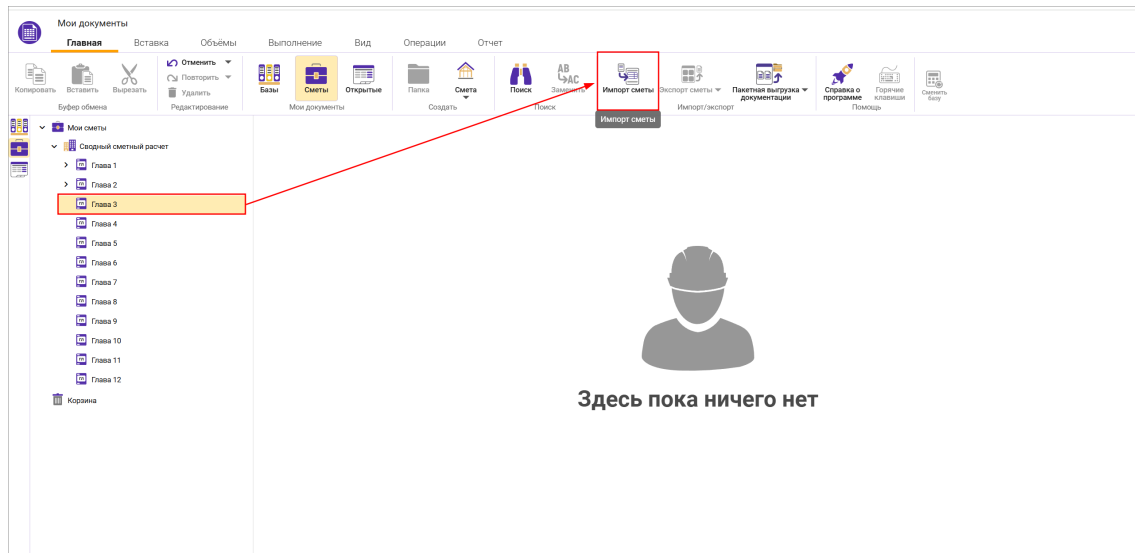 Мои документы
Главная Вставка Объёмы Выполнение Вид Операции Отчет
Копировать Вставить Вырезать
Отменить
Повторить
Удалить
Базы Сметы Открытые
Папка Смета
Поиск Заменить
AB
AC
Импорт сметы Экспорт сметы Пакетная выгрузка документации
Справка о программе Горячие клавиши Сменить базу
Буфер обмена Редактирование Мои документы Создать Поиск Импорт/экспорт Помощь
Импорт сметы
Мои сметы
Сводный сметный расчет
Глава 1
Глава 2
Глава 3
Глава 4
Глава 5
Глава 6
Глава 7
Глава 8
Глава 9
Глава 10
Глава 11
Глава 12
Корзина
Здесь пока ничего нет